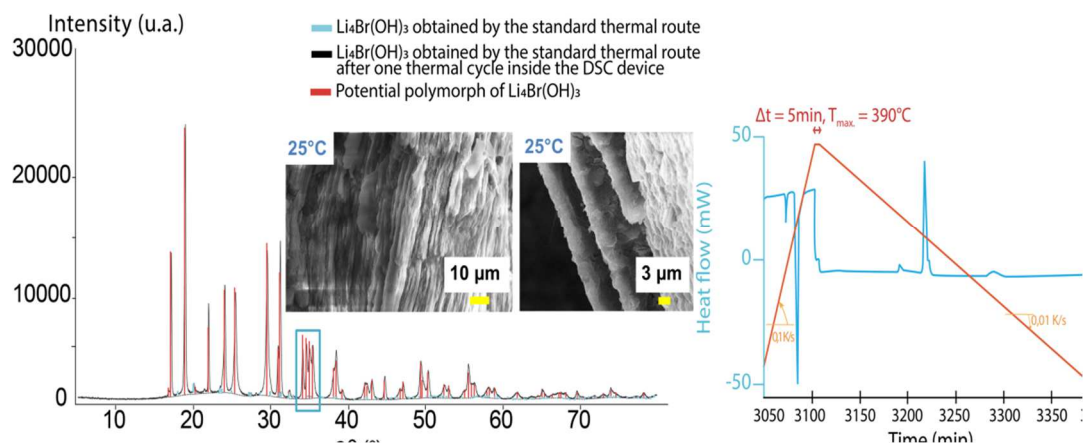 Intensity (u.a.)
Li₄Br(OH)₃ obtained by the standard thermal route
Li₄Br(OH)₃ obtained by the standard thermal route
after one thermal cycle inside the DSC device
Potential polymorph of Li₄Br(OH)₃
30000
20000
10000
0
10 20 30 40 50 60 70
25°C
10 µm
25°C
3 µm
Δt = 5min, Tmax. = 390°C
50
0
-50
Heat flow (mW)
0,1K/s
0,01 K/s
3050 3100 3150 3200 3250 3300 3350
Time (min)